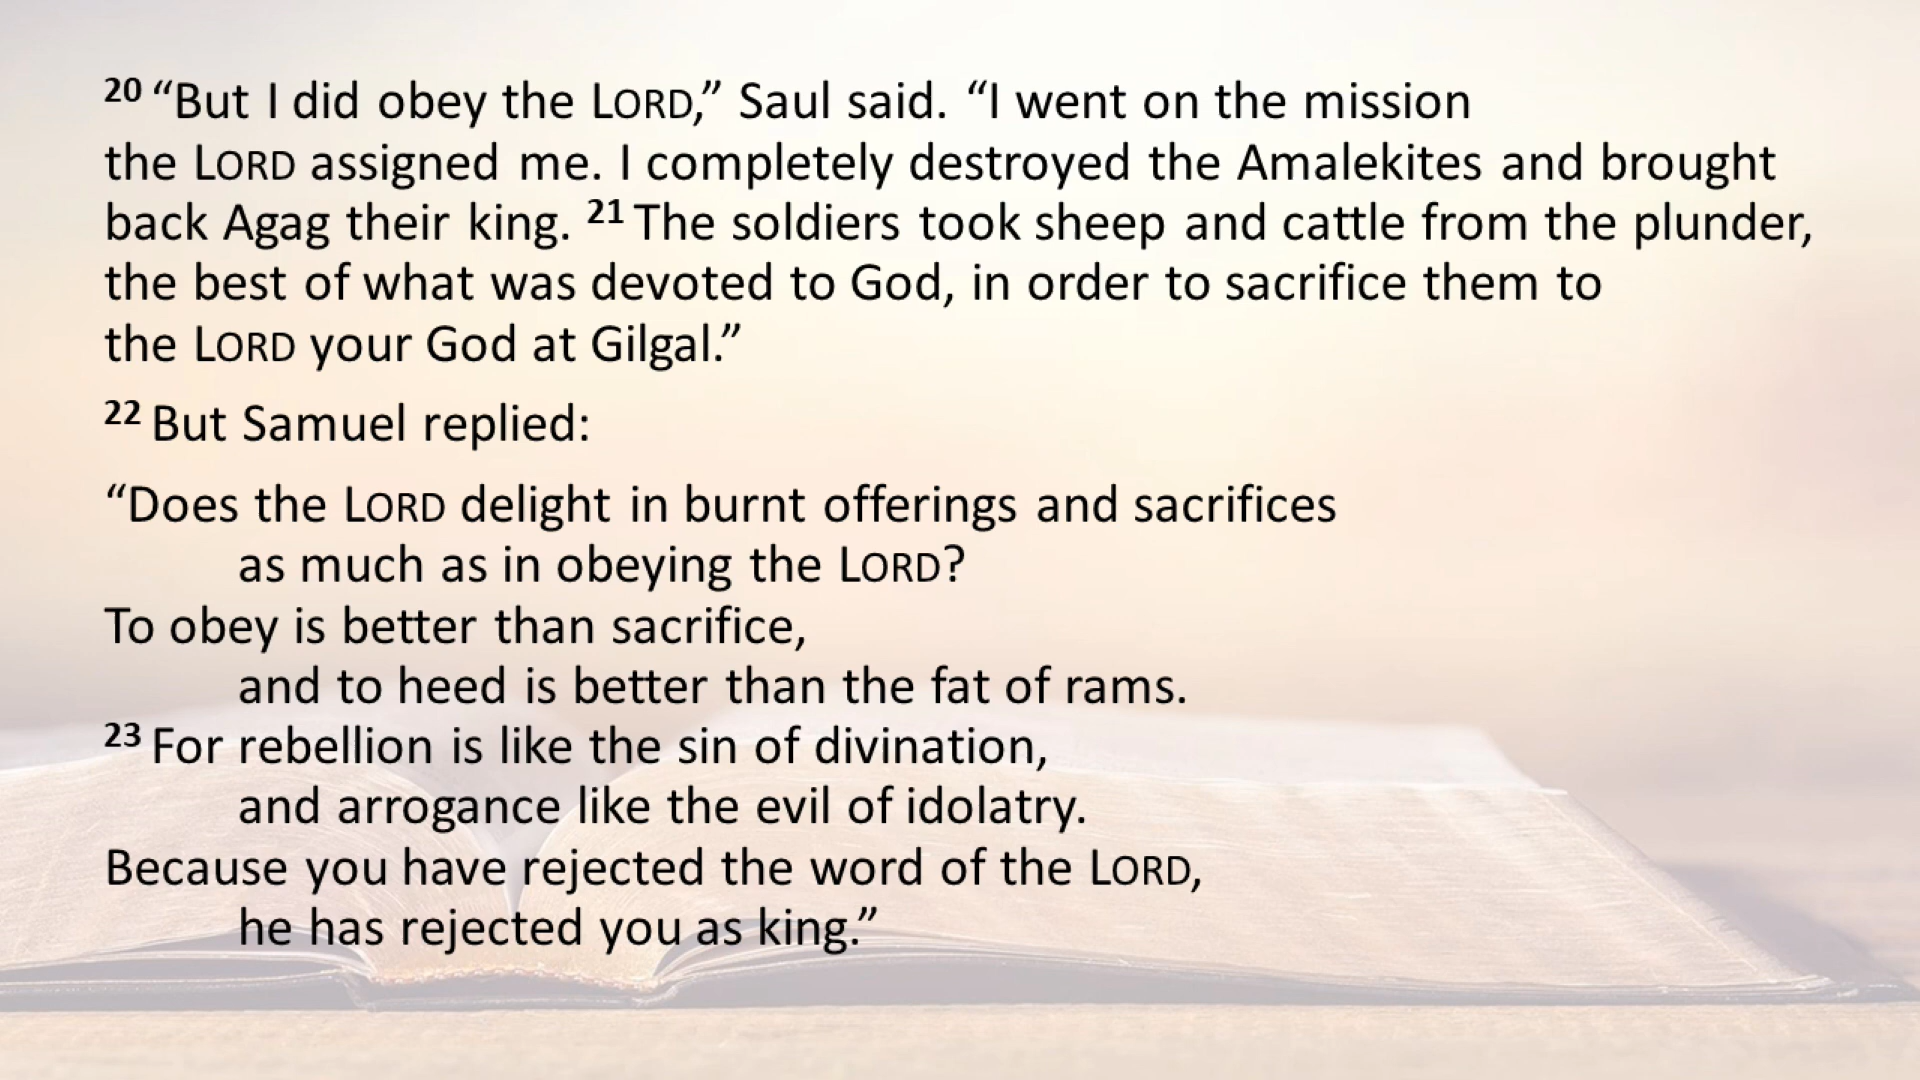 20 “But I did obey the LORD,” Saul said. “I went on the mission
the LORD assigned me. I completely destroyed the Amalekites and brought
back Agag their king. 21 The soldiers took sheep and cattle from the plunder,
the best of what was devoted to God, in order to sacrifice them to
the LORD your God at Gilgal.”
22 But Samuel replied:
“Does the LORD delight in burnt offerings and sacrifices
as much as in obeying the LORD?
To obey is better than sacrifice,
and to heed is better than the fat of rams.
23 For rebellion is like the sin of divination,
and arrogance like the evil of idolatry.
Because you have rejected the word of the LORD,
he has rejected you as king.”